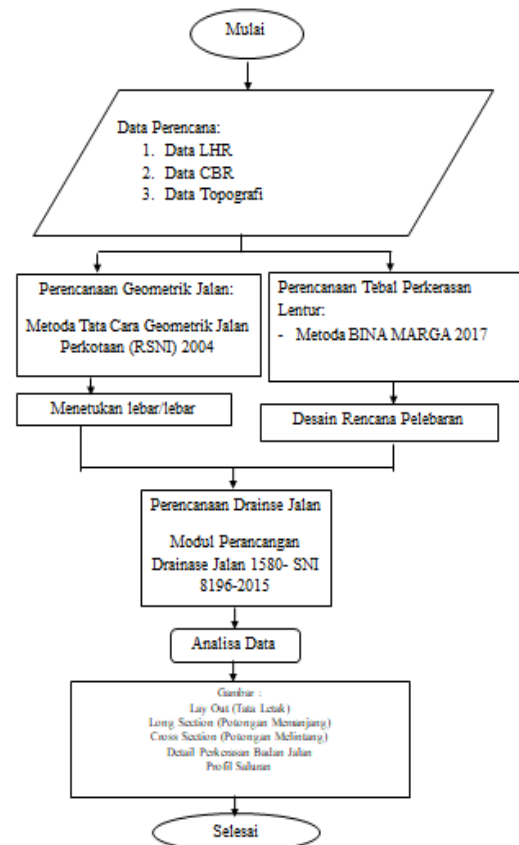 Mulai
Data Perencana:
1. Data LHR
2. Data CBR
3. Data Topografi
Perencanaan Geometrik Jalan:
Metoda Tata Cara Geometrik Jalan
Perkotaan (RSNI) 2004
Perencanaan Tebal Perkerasan
Lentur:
- Metoda BINA MARGA 2017
Menetukan lebar/lebar
Desain Rencana Pelebaran
Perencanaan Drainse Jalan
Modul Perancangan
Drainase Jalan 1580- SNI
8196-2015
Analisa Data
Gambar :
Lay Out (Tata Letak)
Long Section (Potongan Memanjang)
Cross Section (Potongan Melintang)
Detail Perkerasan Badan Jalan
Profil Saluran
Selesai